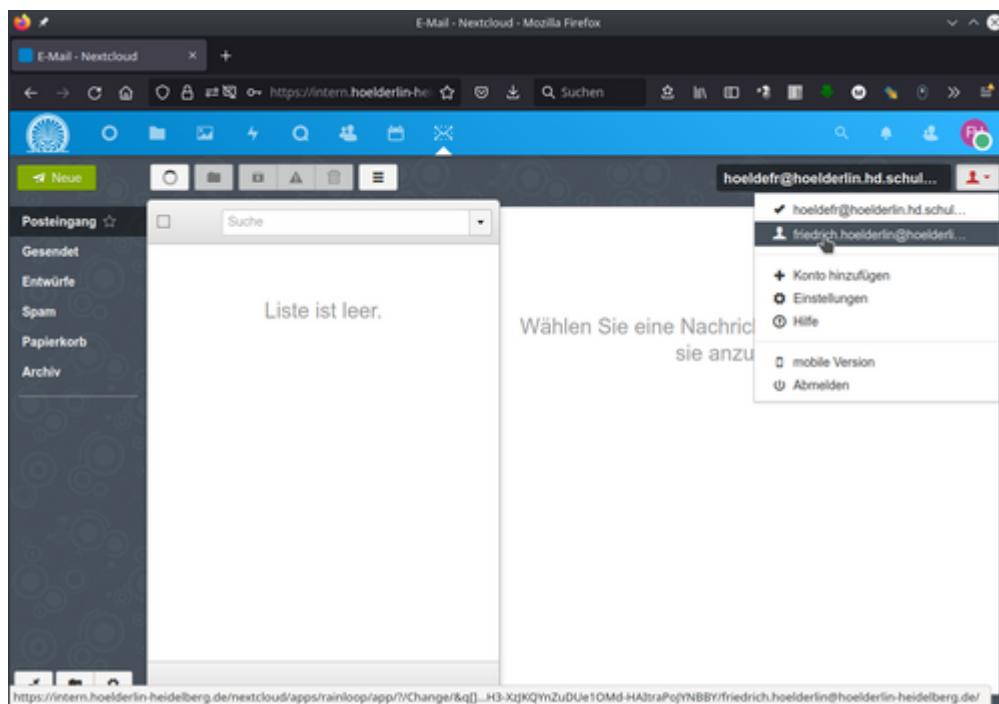 E-Mail - Nextcloud - Mozilla Firefox
E-Mail - Nextcloud
https://intern.hoelderlin-he
Suchen
FH
Neue
hoeldefr@hoelderlin.hd.schul...
Posteingang
Gesendet
Entwürfe
Spam
Papierkorb
Archiv
Suche
Liste ist leer.
Wählen Sie eine Nachric
sie anzu
hoeldefr@hoelderlin.hd.schul...
friedrich.hoelderlin@hoelderli...
Konto hinzufügen
Einstellungen
Hilfe
mobile Version
Abmelden
https://intern.hoelderlin-heidelberg.de/nextcloud/apps/rainloop/app/?/Change/&q[]...H3-XzJKQYnZuDUe1OMd-HAItraPoJYNBBY/friedrich.hoelderlin@hoelderlin-heidelberg.de/